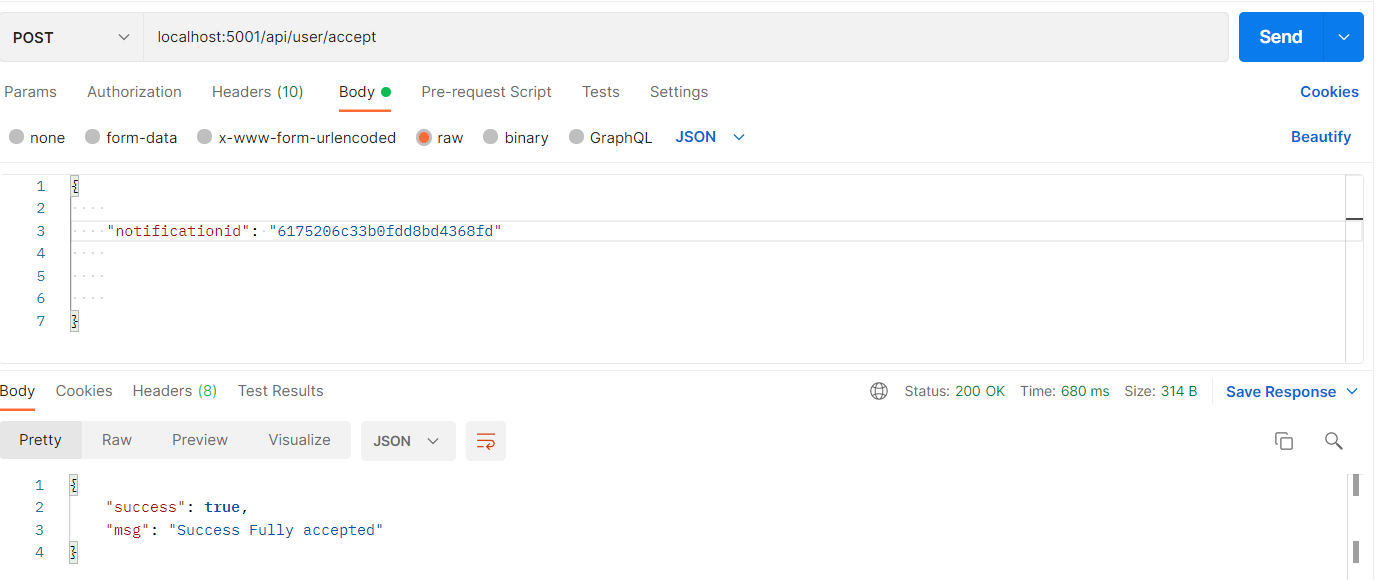 POST localhost:5001/api/user/accept Send
Params Authorization Headers (10) Body Pre-request Script Tests Settings Cookies
none form-data x-www-form-urlencoded raw binary GraphQL JSON Beautify
1 {
2
3 "notificationid": "6175206c33b0fdd8bd4368fd"
4
5
6
7 }
Body Cookies Headers (8) Test Results Status: 200 OK Time: 680 ms Size: 314 B Save Response
Pretty Raw Preview Visualize JSON
1 {
2 "success": true,
3 "msg": "Success Fully accepted"
4 }